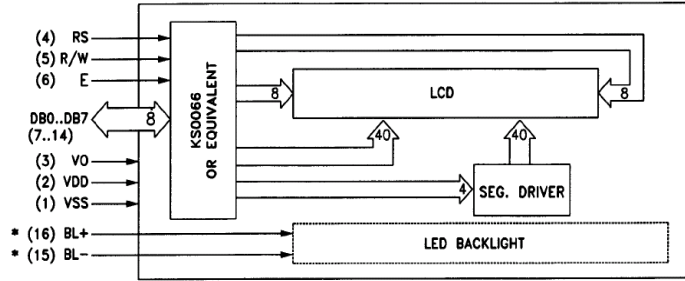 (4) RS
(5) R/W
(6) E
DB0..DB7
(7..14)
8
(3) VO
(2) VDD
(1) VSS
* (16) BL+
* (15) BL-
KS0066
OR EQUIVALENT
8
LCD
8
40
40
4
SEG. DRIVER
LED BACKLIGHT